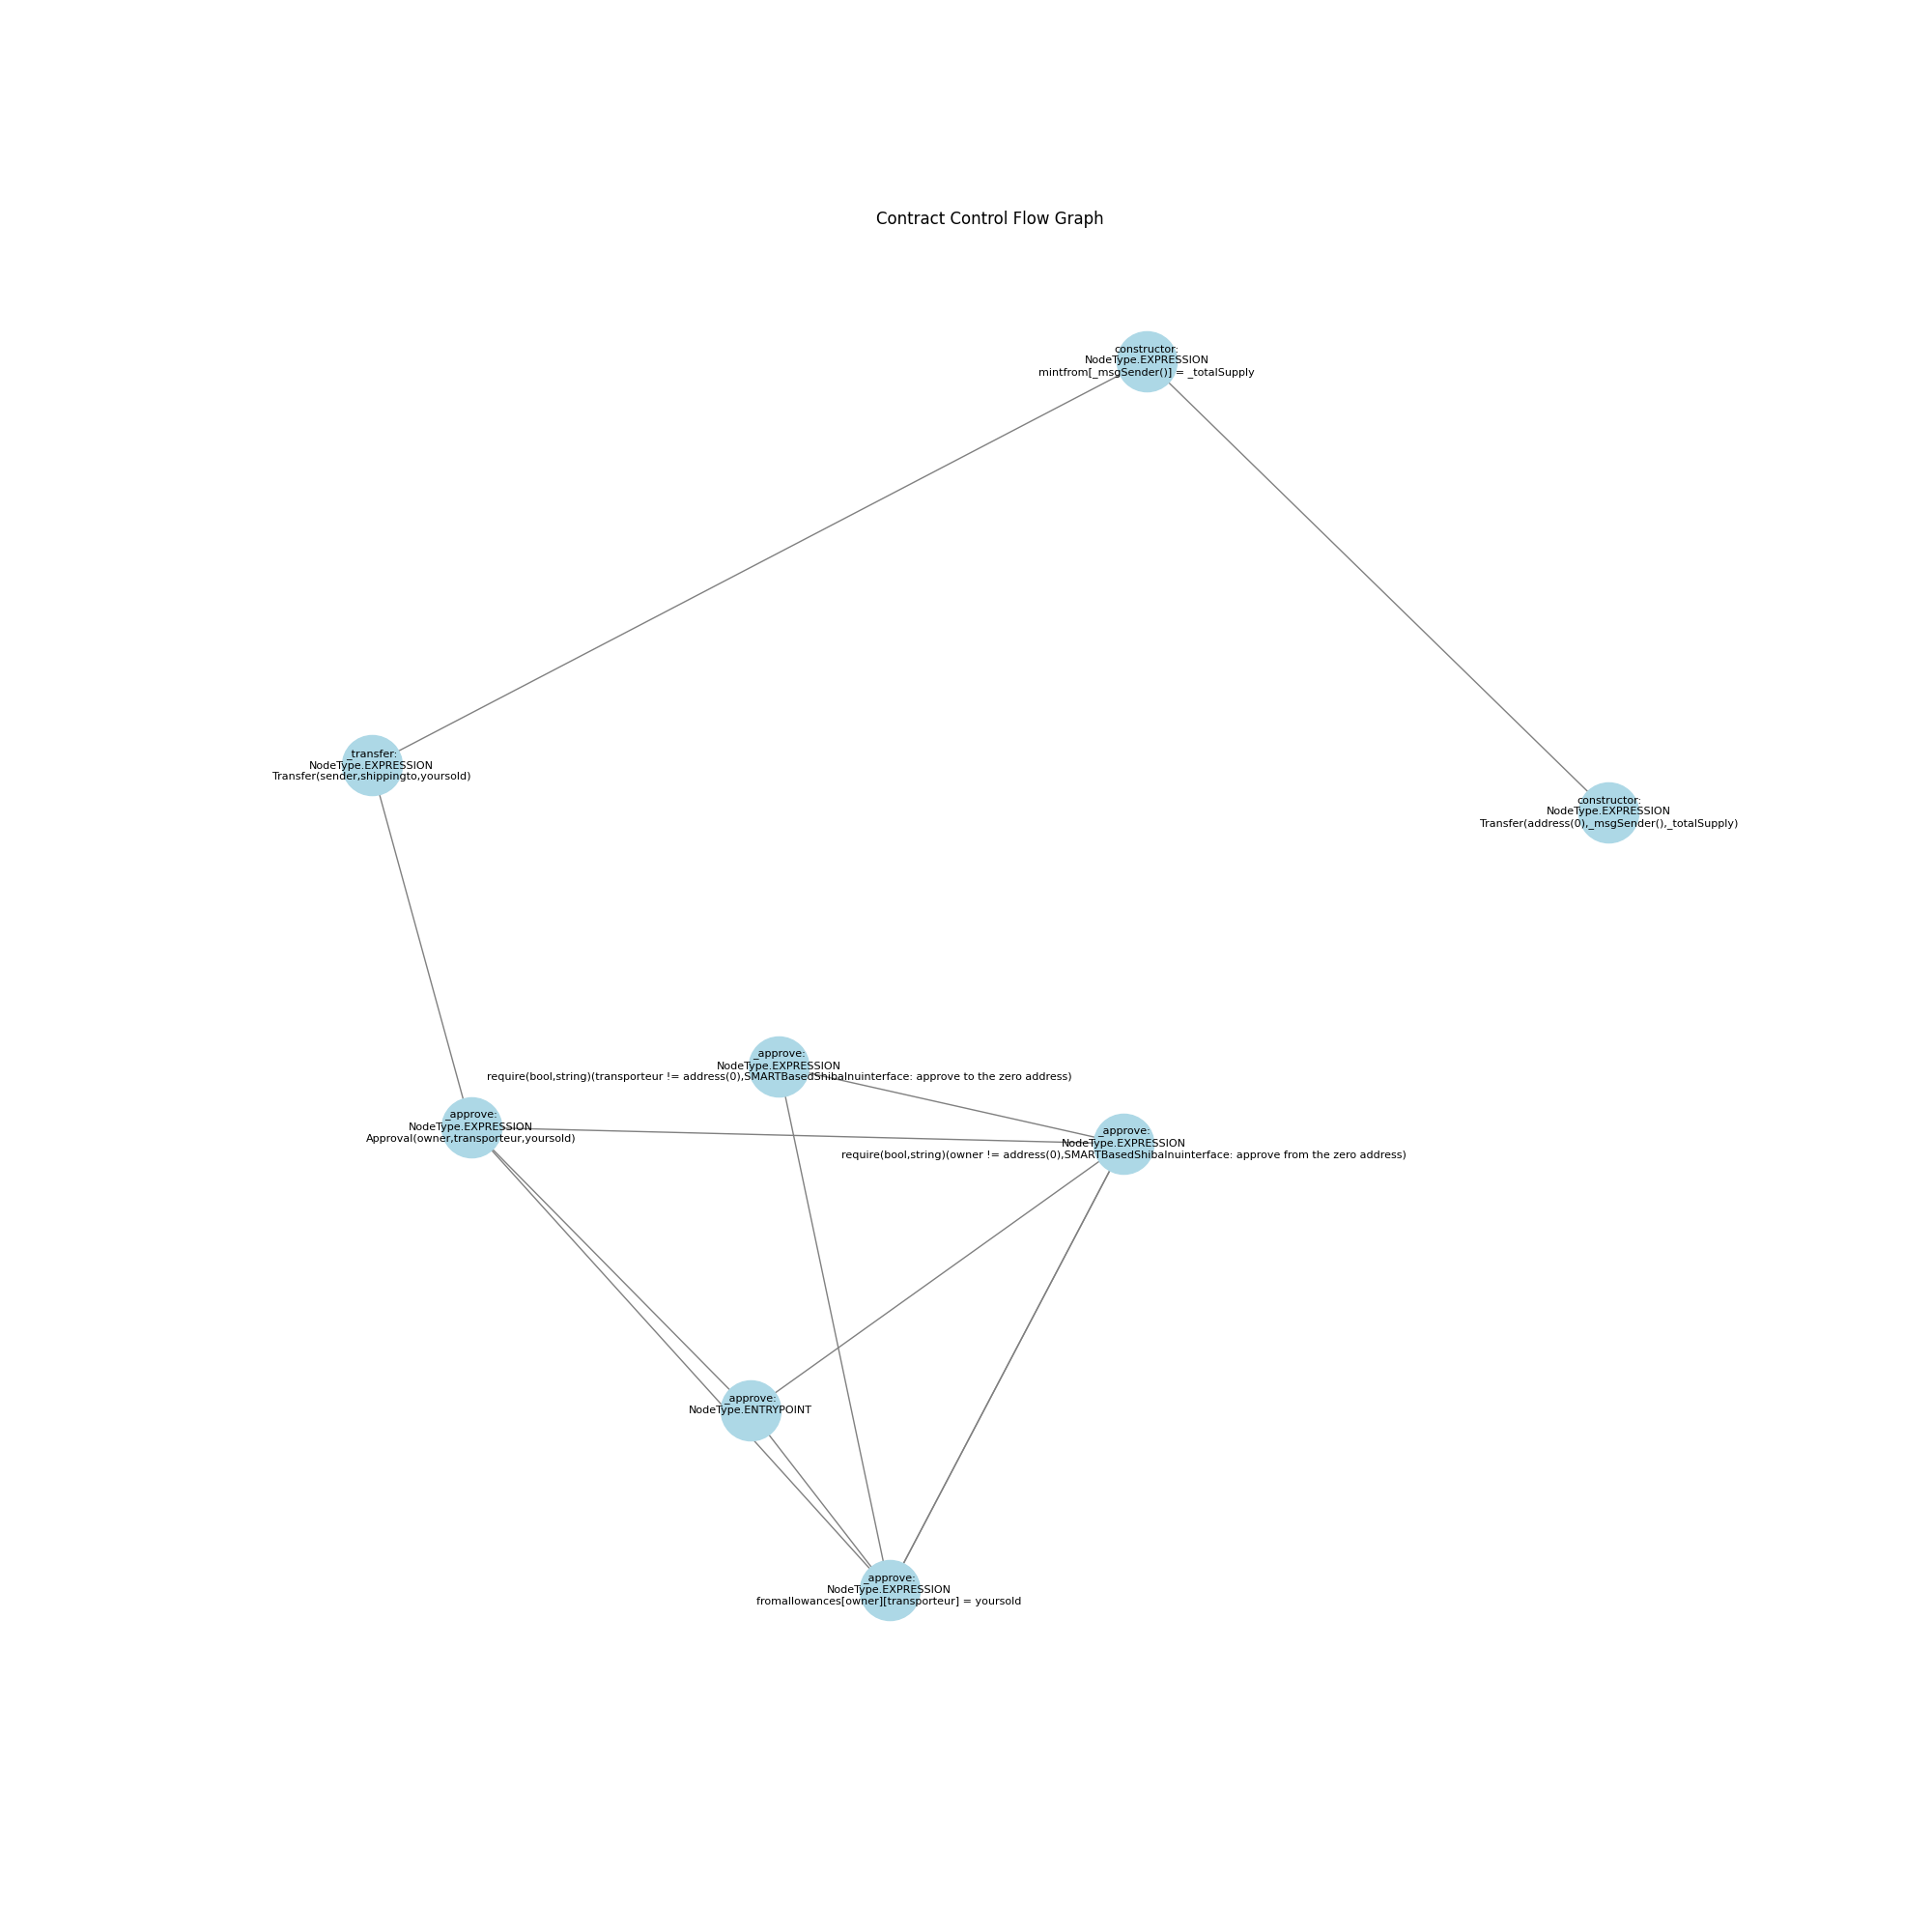 Contract Control Flow Graph
constructor:
NodeType.EXPRESSION
mintfrom[_msgSender()] = _totalSupply
_transfer:
NodeType.EXPRESSION
Transfer(sender,shippingto,yoursold)
constructor:
NodeType.EXPRESSION
Transfer(address(0),_msgSender(),_totalSupply)
_approve:
NodeType.EXPRESSION
require(bool,string)(transporteur != address(0),SMARTBasedShibaInuinterface: approve to the zero address)
_approve:
NodeType.EXPRESSION
Approval(owner,transporteur,yoursold)
_approve:
NodeType.EXPRESSION
require(bool,string)(owner != address(0),SMARTBasedShibaInuinterface: approve from the zero address)
_approve:
NodeType.ENTRYPOINT
_approve:
NodeType.EXPRESSION
fromallowances[owner][transporteur] = yoursold